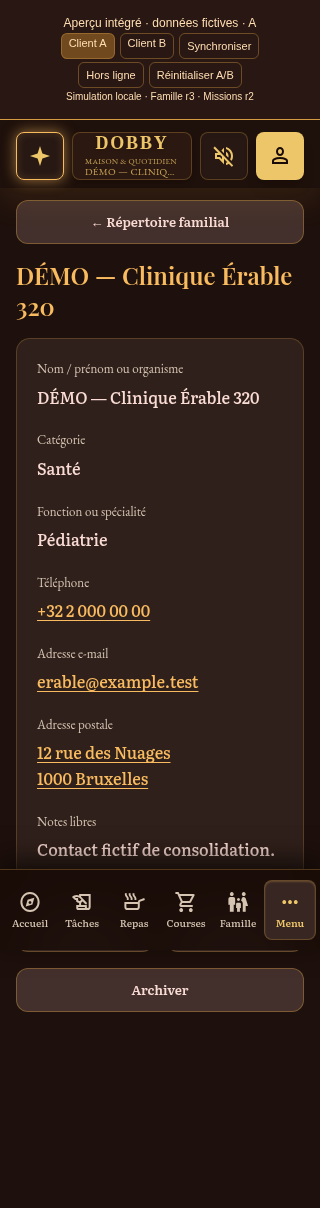 Aperçu intégré · données fictives · A
Client A
Client B
Synchroniser
Hors ligne
Réinitialiser A/B
Simulation locale · Famille r3 · Missions r2
DOBBY
MAISON & QUOTIDIEN
DÉMO — CLINIQ…
← Répertoire familial
DÉMO — Clinique Érable
320
Nom / prénom ou organisme
DÉMO — Clinique Érable 320
Catégorie
Santé
Fonction ou spécialité
Pédiatrie
Téléphone
+32 2 000 00 00
Adresse e-mail
erable@example.test
Adresse postale
12 rue des Nuages
1000 Bruxelles
Notes libres
Contact fictif de consolidation.
Accueil
Tâches
Repas
Courses
Famille
Menu
Archiver